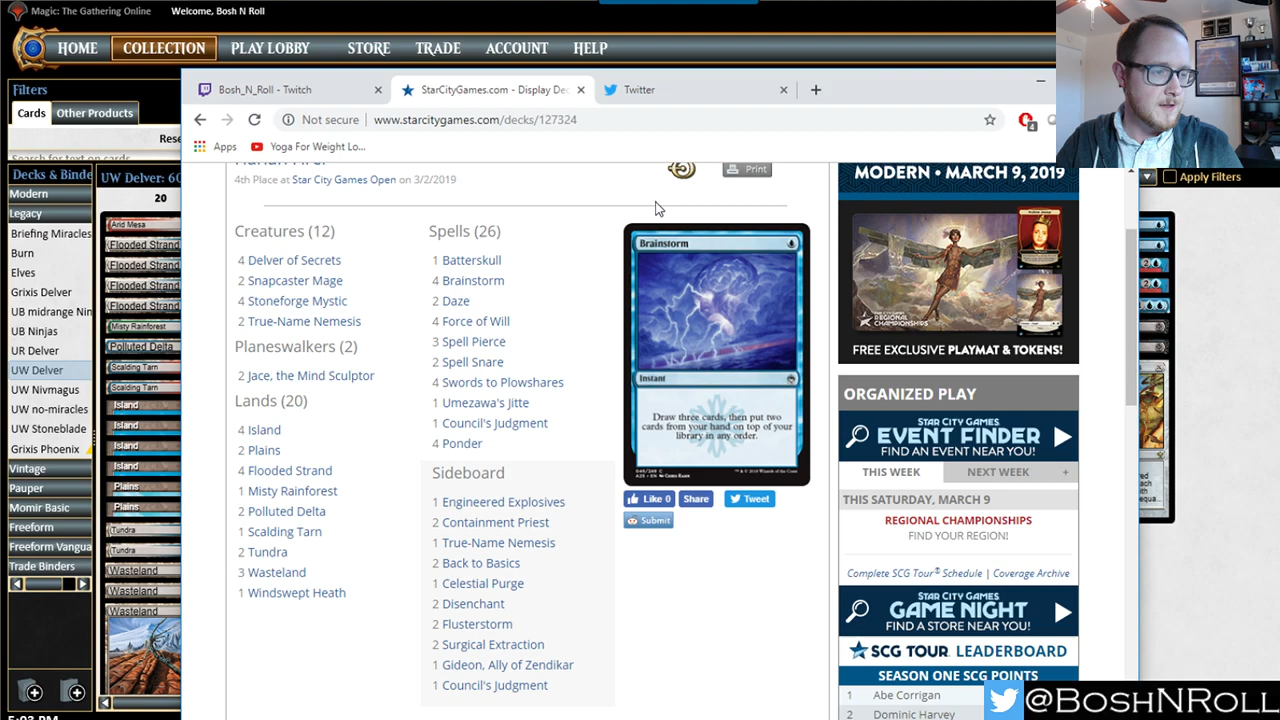 Magic: The Gathering Online
Welcome, Bosh N Roll
HOME
COLLECTION
PLAY LOBBY
STORE
TRADE
ACCOUNT
HELP
Filters
Cards
Other Products
Decks & Binde
Modern
Legacy
Briefing Miracles
Burn
Elves
Grixis Delver
UB midrange Nin
UB Ninjas
UR Delver
UW Delver
UW Nivmagus
UW no-miracles
UW Stoneblade
Grixis Phoenix
Vintage
Pauper
Momir Basic
Freeform
Freeform Vangua
Trade Binders
UW Delver: 60
20
Arid Mesa
Flooded Strand
Flooded Strand
Flooded Strand
Flooded Strand
Misty Rainforest
Polluted Delta
Scalding Tarn
Scalding Tarn
Island
Island
Island
Island
Plains
Plains
Tundra
Tundra
Wasteland
Wasteland
Wasteland
Bosh_N_Roll - Twitch
StarCityGames.com - Display De
Twitter
Not secure
www.starcitygames.com/decks/127324
4
Apps
Yoga For Weight Lo...
4th Place at Star City Games Open on 3/2/2019
Print
Creatures (12)
4 Delver of Secrets
2 Snapcaster Mage
4 Stoneforge Mystic
2 True-Name Nemesis
Planeswalkers (2)
2 Jace, the Mind Sculptor
Lands (20)
4 Island
2 Plains
4 Flooded Strand
1 Misty Rainforest
2 Polluted Delta
1 Scalding Tarn
2 Tundra
3 Wasteland
1 Windswept Heath
Spells (26)
1 Batterskull
4 Brainstorm
2 Daze
4 Force of Will
3 Spell Pierce
2 Spell Snare
4 Swords to Plowshares
1 Umezawa's Jitte
1 Council's Judgment
4 Ponder
Sideboard
1 Engineered Explosives
2 Containment Priest
1 True-Name Nemesis
2 Back to Basics
1 Celestial Purge
2 Disenchant
2 Flusterstorm
2 Surgical Extraction
1 Gideon, Ally of Zendikar
1 Council's Judgment
Brainstorm
Instant
Draw three cards, then put two
cards from your hand on top of your
library in any order.
Like 0
Share
Tweet
Submit
MODERN • MARCH 9, 2019
STAR CITY GAMES
REGIONAL CHAMPIONSHIPS
FREE EXCLUSIVE PLAYMAT & TOKENS!
ORGANIZED PLAY
STAR CITY GAMES
EVENT FINDER
FIND AN EVENT NEAR YOU!
THIS WEEK
NEXT WEEK
+
THIS SATURDAY, MARCH 9
REGIONAL CHAMPIONSHIPS
FIND YOUR REGION!
Complete SCG Tour® Schedule | Coverage Archive
STAR CITY GAMES
GAME NIGHT
FIND A STORE NEAR YOU!
SCG TOUR LEADERBOARD
SEASON ONE SCG POINTS
1 Abe Corrigan
2 Dominic Harvey
Apply Filters
@BoshNRoll